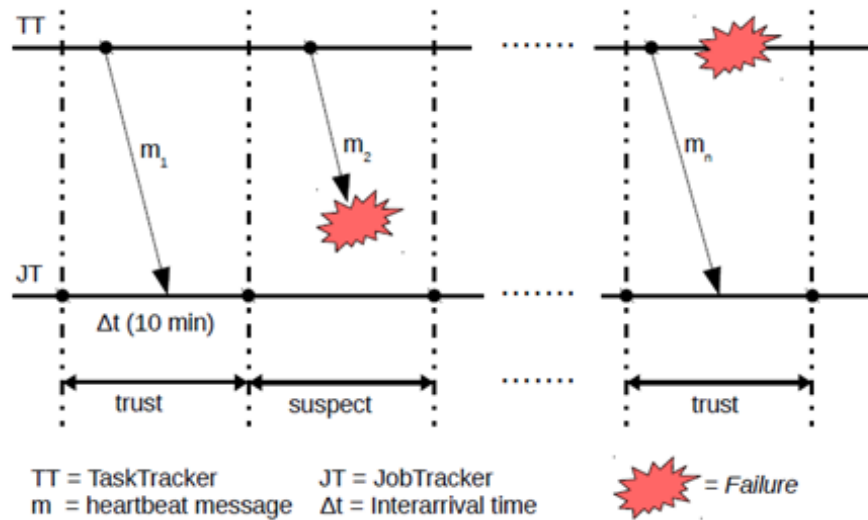 TT
m₁
m₂
mₙ
JT
Δt (10 min)
trust
suspect
trust
TT = TaskTracker
JT = JobTracker
m = heartbeat message
Δt = Interarrival time
= Failure